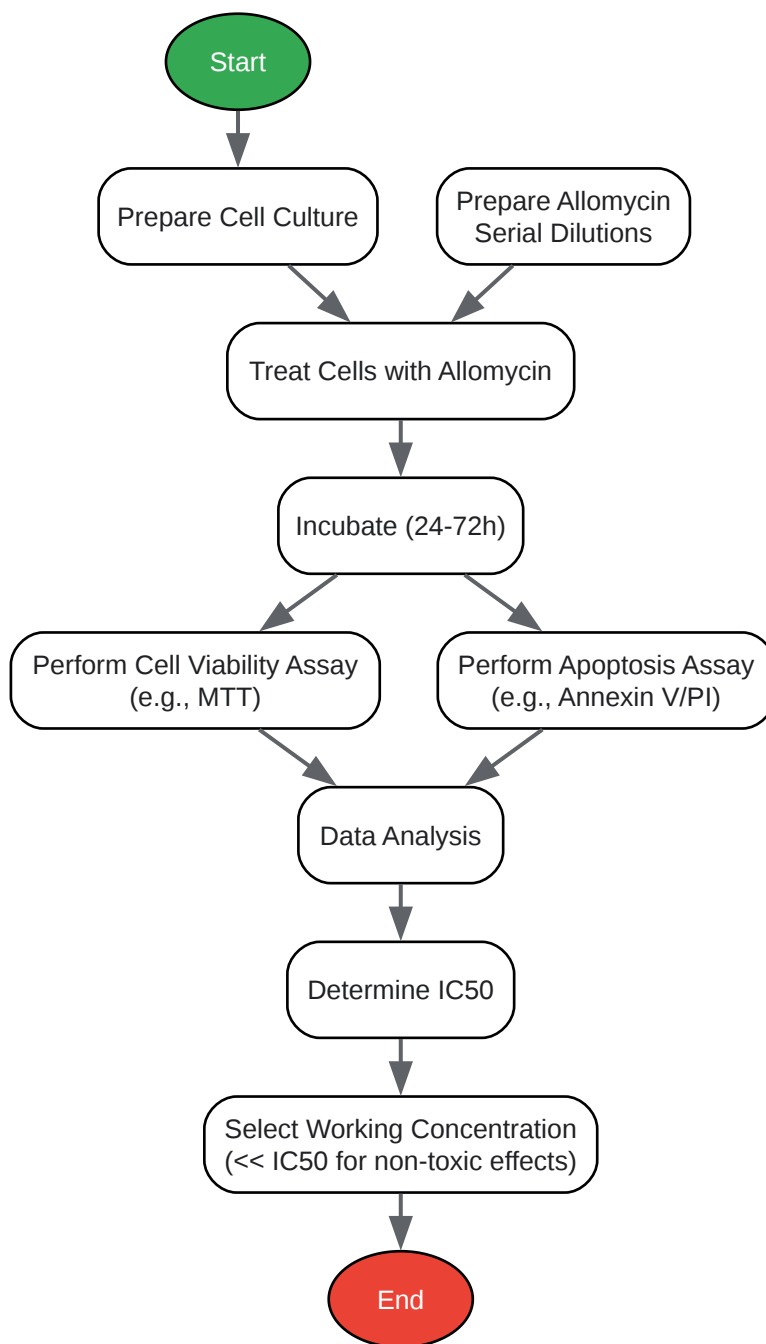 Start
Prepare Cell Culture
Prepare Allomycin
Serial Dilutions
Treat Cells with Allomycin
Incubate (24-72h)
Perform Cell Viability Assay
(e.g., MTT)
Perform Apoptosis Assay
(e.g., Annexin V/PI)
Data Analysis
Determine IC50
Select Working Concentration
(<< IC50 for non-toxic effects)
End